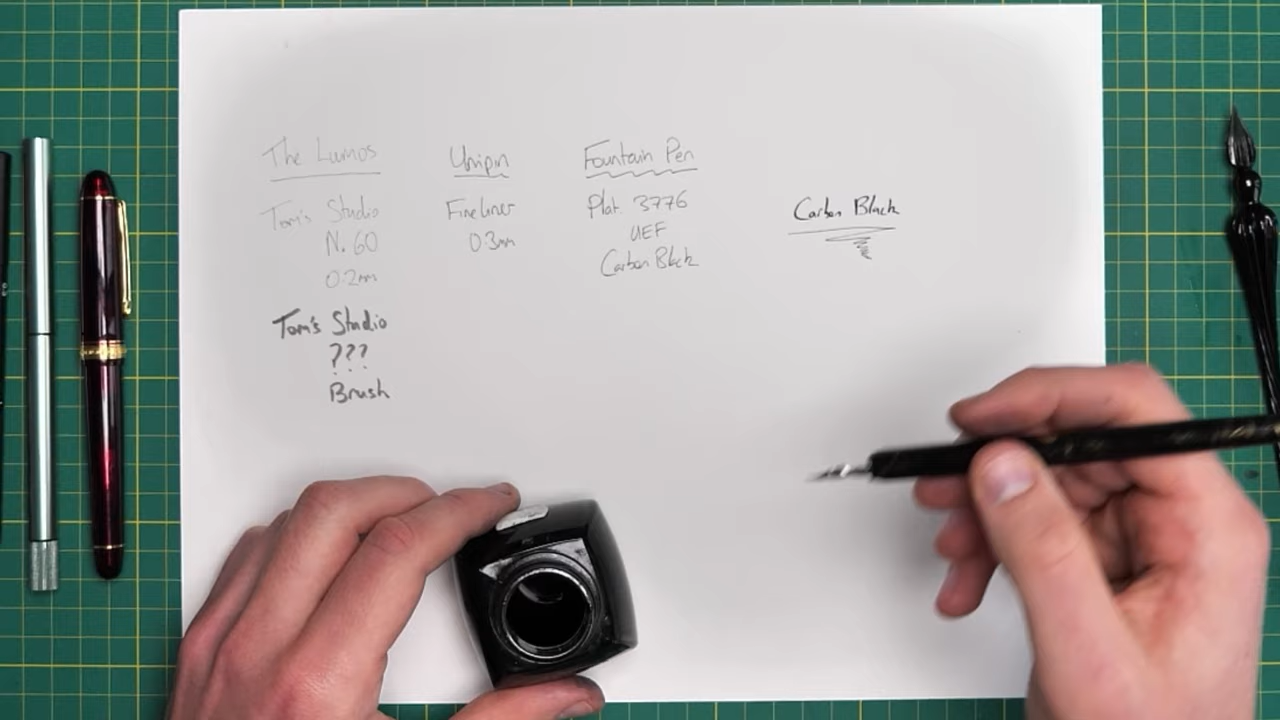 The Lumos
Tom's Studio
N. 60
0.2mm
Tom's Studio
???
Brush
Unipin
Fineliner
0.3mm
Fountain Pen
Plat. 3776
UEF
Carbon Black
Carbon Black